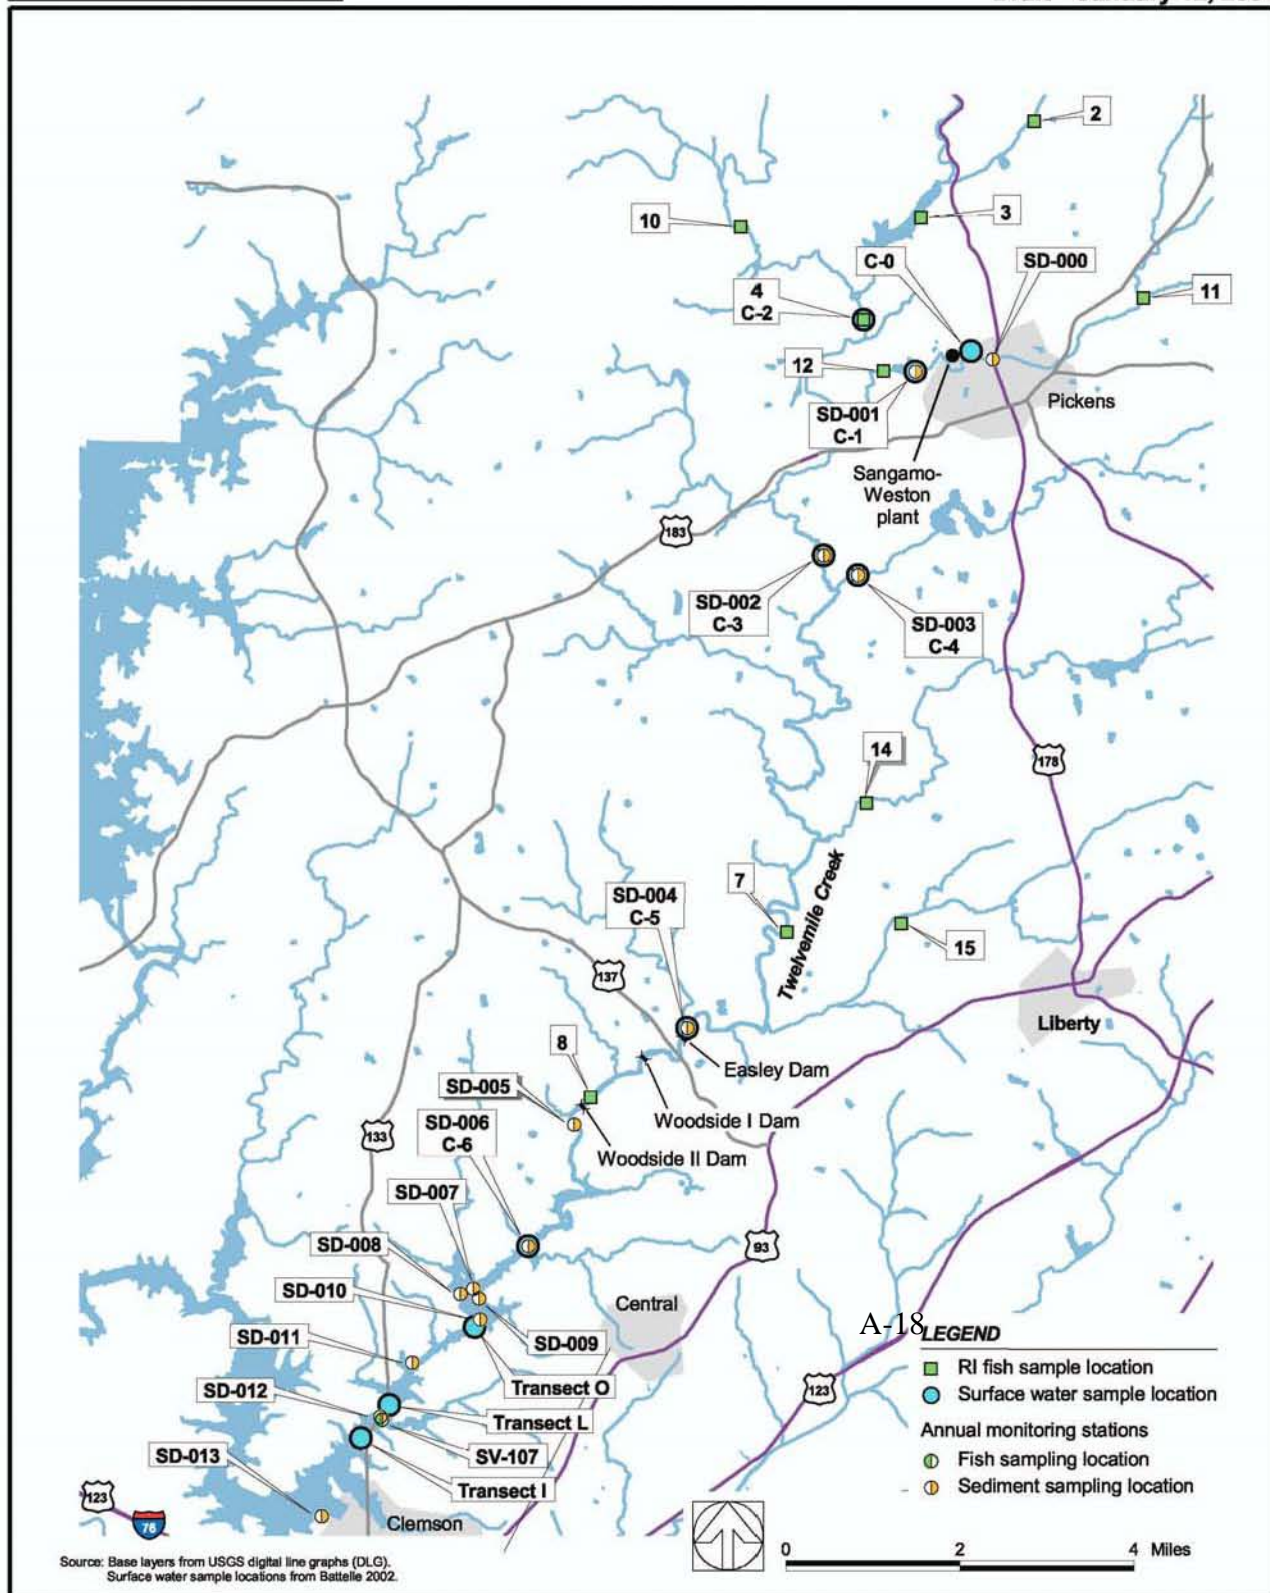 2
10
3
C-0
SD-000
4
C-2
11
12
SD-001
C-1
Pickens
Sangamo-
Weston
plant
183
SD-002
C-3
SD-003
C-4
14
178
7
SD-004
C-5
Twelvemile Creek
15
137
Liberty
8
Easley Dam
SD-005
Woodside I Dam
SD-006
C-6
133
Woodside II Dam
SD-007
SD-008
93
SD-010
Central
SD-009
SD-011
Transect O
SD-012
Transect L
SD-013
SV-107
Transect I
123
123
76
Clemson
A-18
LEGEND
RI fish sample location
Surface water sample location
Annual monitoring stations
Fish sampling location
Sediment sampling location
0 2 4 Miles
Source: Base layers from USGS digital line graphs (DLG).
Surface water sample locations from Battelle 2002.